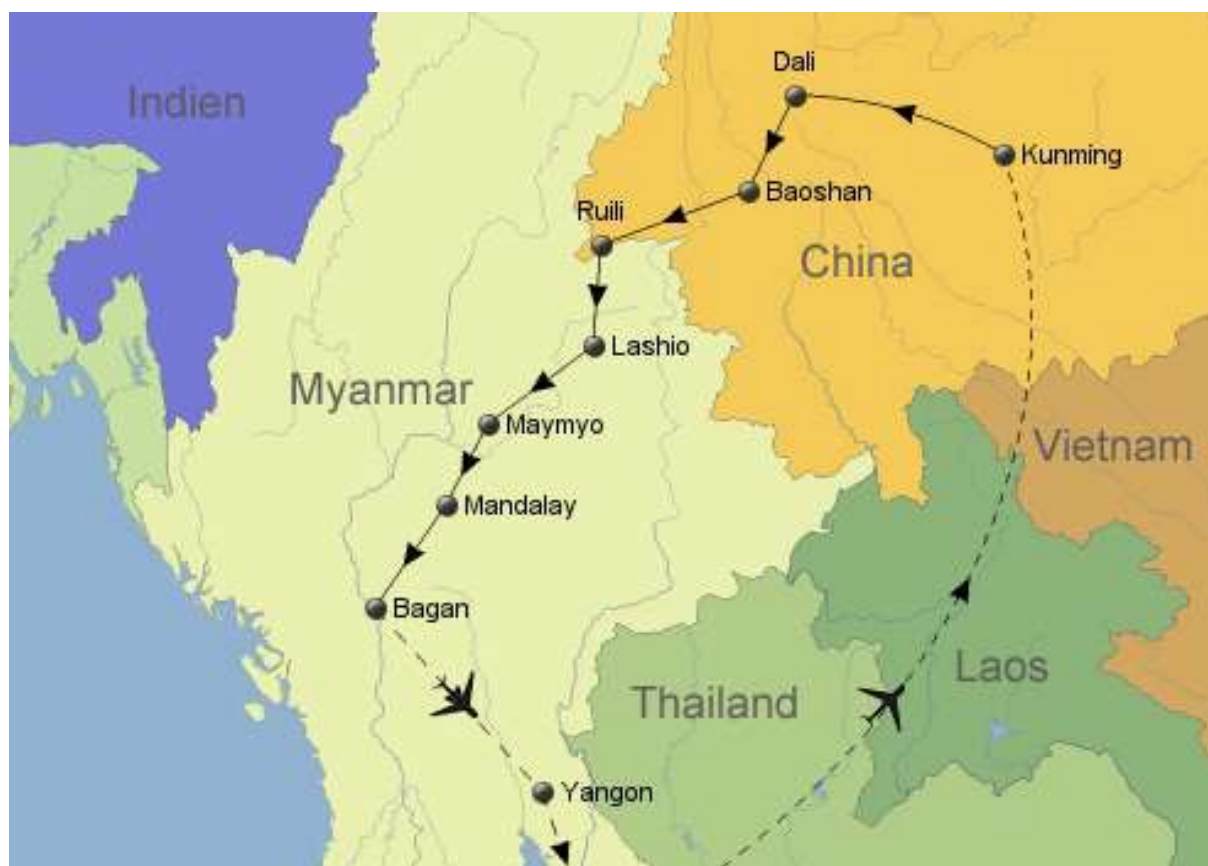 Dali
Indien
Kunming
Baoshan
Ruili
China
Lashio
Myanmar
Maymyo
Vietnam
Mandalay
Bagan
Laos
Thailand
Yangon